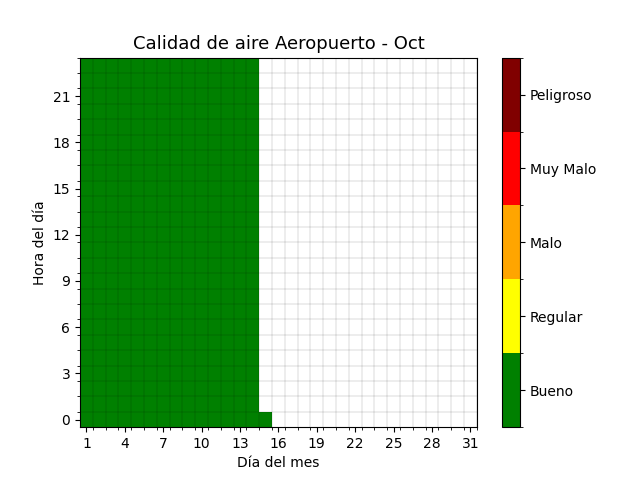 Calidad de aire Aeropuerto - Oct
Hora del día
21
18
15
12
9
6
3
0
1 4 7 10 13 16 19 22 25 28 31
Día del mes
Peligroso
Muy Malo
Malo
Regular
Bueno